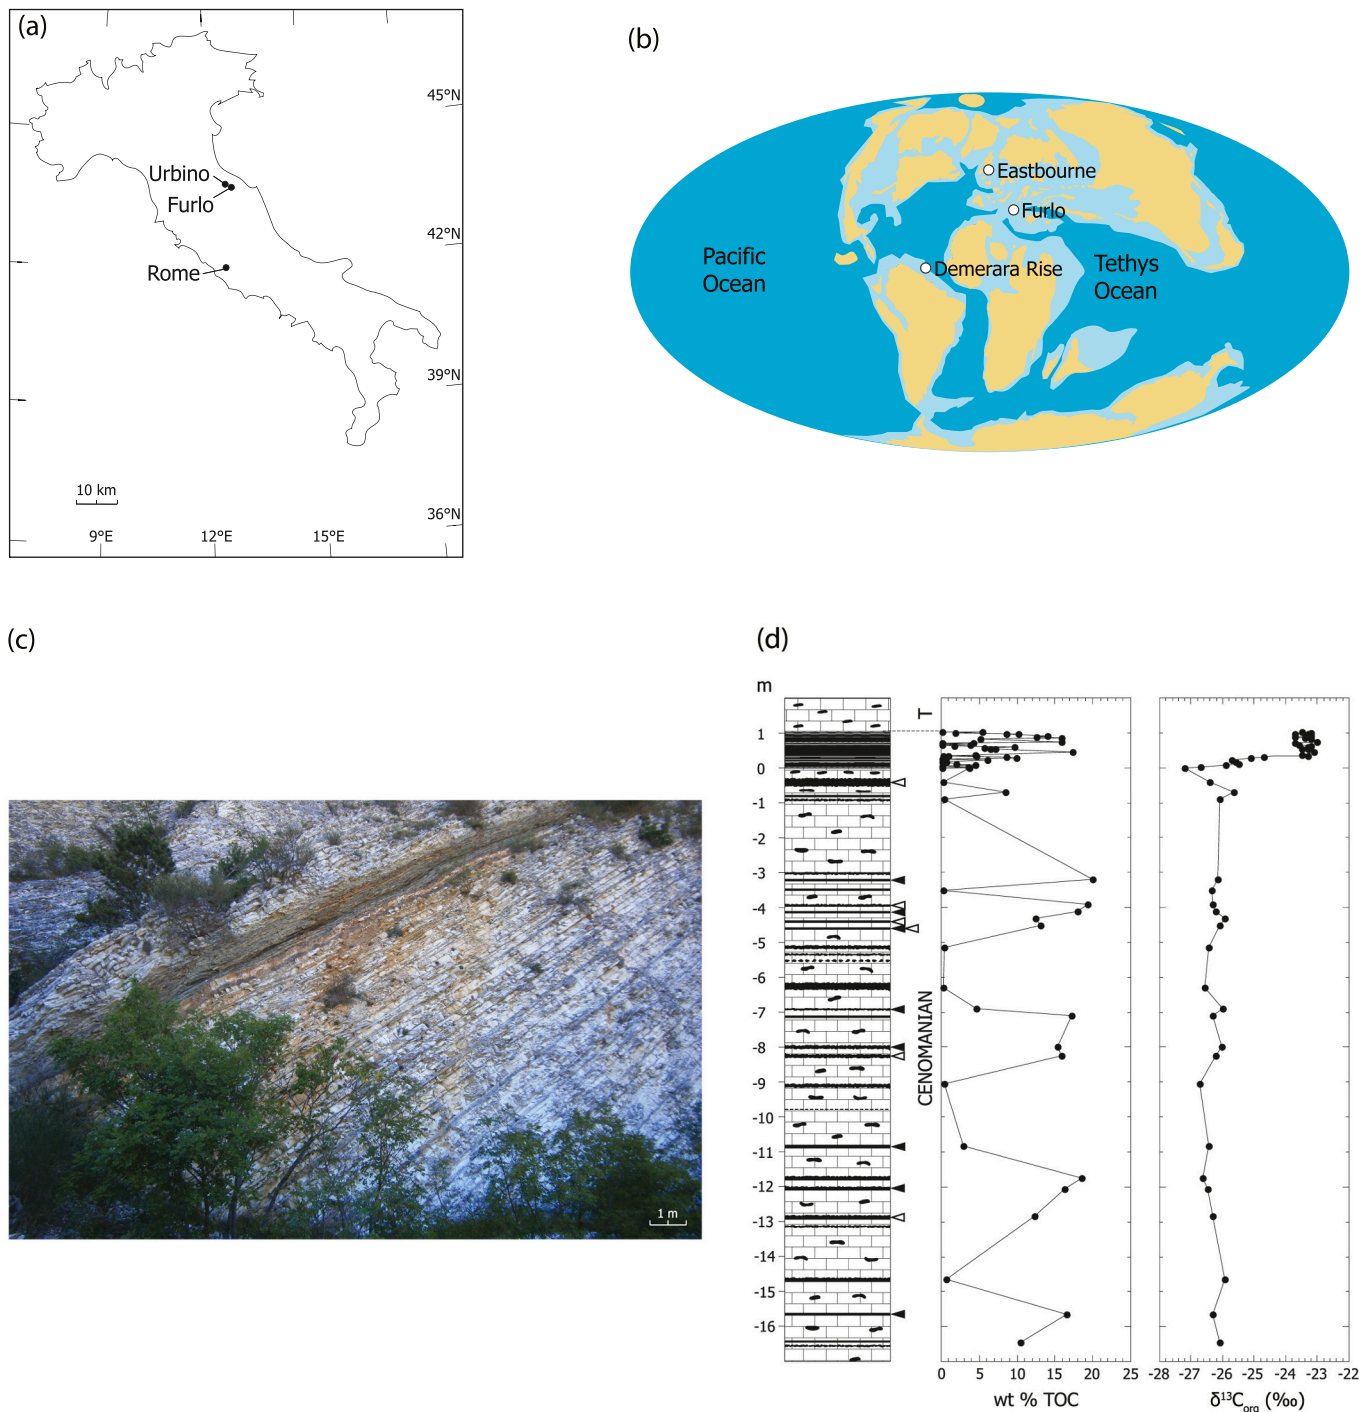 (a)
45°N
Urbino
Furlo
42°N
Rome
39°N
10 km
36°N
9°E 12°E 15°E
(b)
Eastbourne
Furlo
Pacific
Ocean
Demerara Rise
Tethys
Ocean
(c)
1 m
(d)
m
T
CENOMANIAN
1
0
-1
-2
-3
-4
-5
-6
-7
-8
-9
-10
-11
-12
-13
-14
-15
-16
0 5 10 15 20 25
wt % TOC
-28 -27 -26 -25 -24 -23 -22
δ¹³Corg (‰)